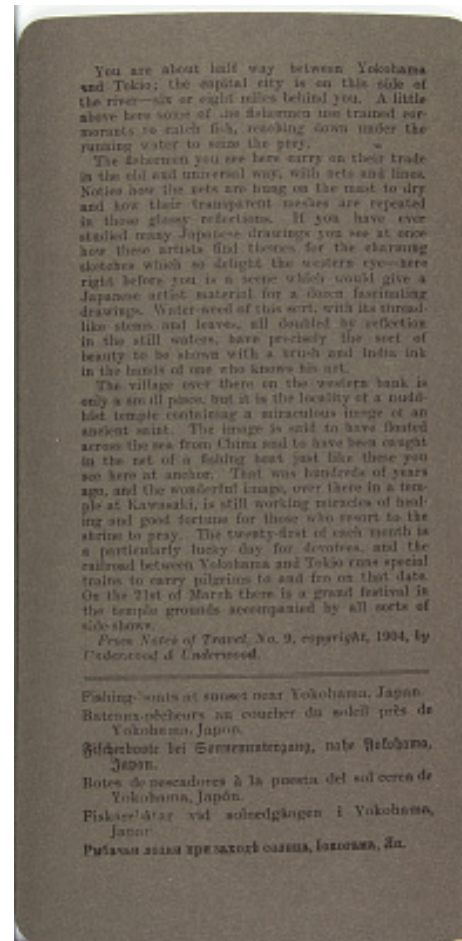 You are about half way between Yokohama
and Tokio; the capital city is on this side of
the river—six or eight miles behind you. A little
above here some of the fishermen use trained cor-
morants to catch fish, reaching down under the
running water to seize the prey.
The fishermen you see here carry on their trade
in the old and universal way, with nets and lines.
Notice how the nets are hung on the mast to dry
and how their transparent meshes are repeated
in those glassy reflections. If you have ever
studied many Japanese drawings you see at once
how these artists find themes for the charming
sketches which so delight the western eye—here
right before you is a scene which would give a
Japanese artist material for a dozen fascinating
drawings. Water-weed of this sort, with its thread-
like stems and leaves, all doubled by reflection
in the still waters, have precisely the sort of
beauty to be shown with a brush and India ink
in the hands of one who knows his art.
The village over there on the western bank is
only a small place, but it is the locality of a Budd-
hist temple containing a miraculous image of an
ancient saint. The image is said to have floated
across the sea from China and to have been caught
in the net of a fishing boat just like these you
see here at anchor. That was hundreds of years
ago, and the wonderful image, over there in a tem-
ple at Kawasaki, is still working miracles of heal-
ing and good fortune for those who resort to the
shrine to pray. The twenty-first of each month is
a particularly lucky day for devotees, and the
railroad between Yokohama and Tokio runs special
trains to carry pilgrims to and fro on that date.
On the 21st of March there is a grand festival in
the temple grounds accompanied by all sorts of
side-shows.
From Notes of Travel, No. 9, copyright, 1904, by
Underwood & Underwood.
Fishing-boats at sunset near Yokohama, Japan.
Bateaux-pêcheurs au coucher du soleil près de
Yokohama, Japon.
Fischerboote bei Sonnenuntergang, nahe Yokohama,
Japan.
Botes de pescadores à la puesta del sol cerca de
Yokohama, Japón.
Fiskarebåtar vid solnedgången i Yokohama,
Japan.
Рыбачьи лодки при заходѣ солнца, Іокогама, Яп.